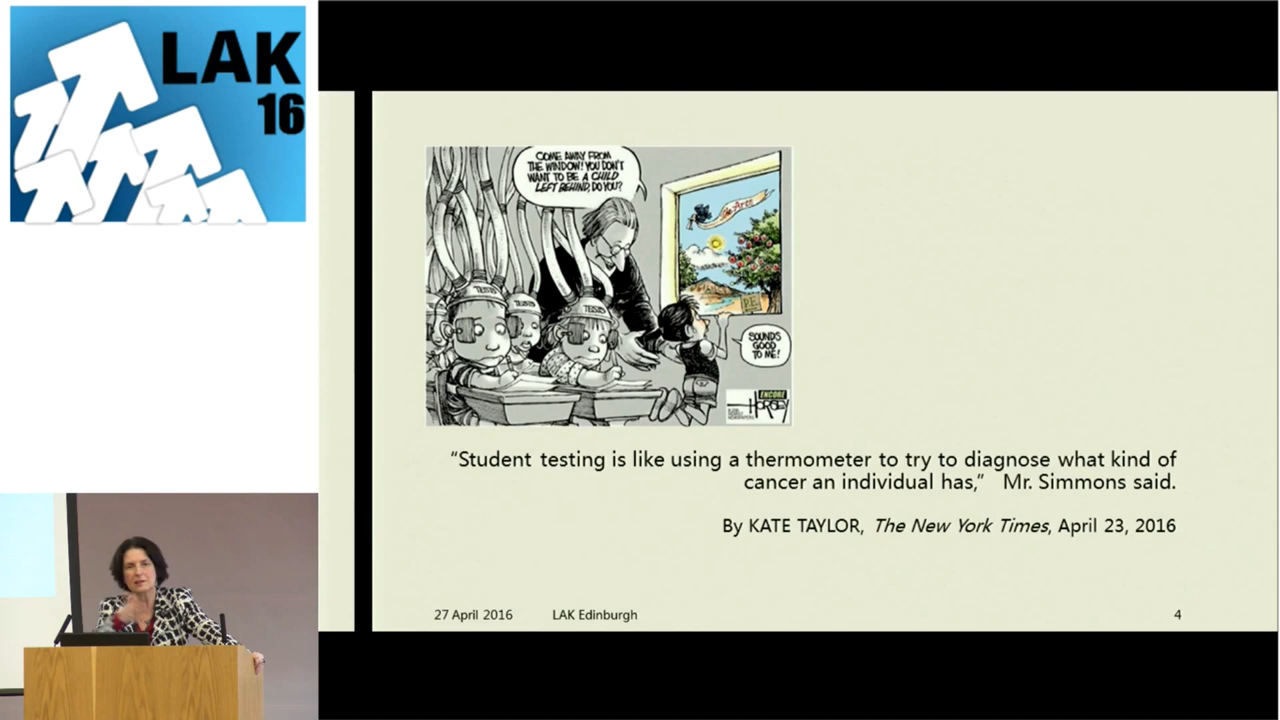 LAK
16
COME AWAY FROM
THE WINDOW! YOU DON'T
WANT TO BE A CHILD
LEFT BEHIND, DO YOU?
The Arts
TESTS
TESTS
TESTS
P.E.
SOUNDS
GOOD
TO ME!
ENCORE
HORSEY
“Student testing is like using a thermometer to try to diagnose what kind of
cancer an individual has,” Mr. Simmons said.
By KATE TAYLOR, The New York Times, April 23, 2016
27 April 2016 LAK Edinburgh 4